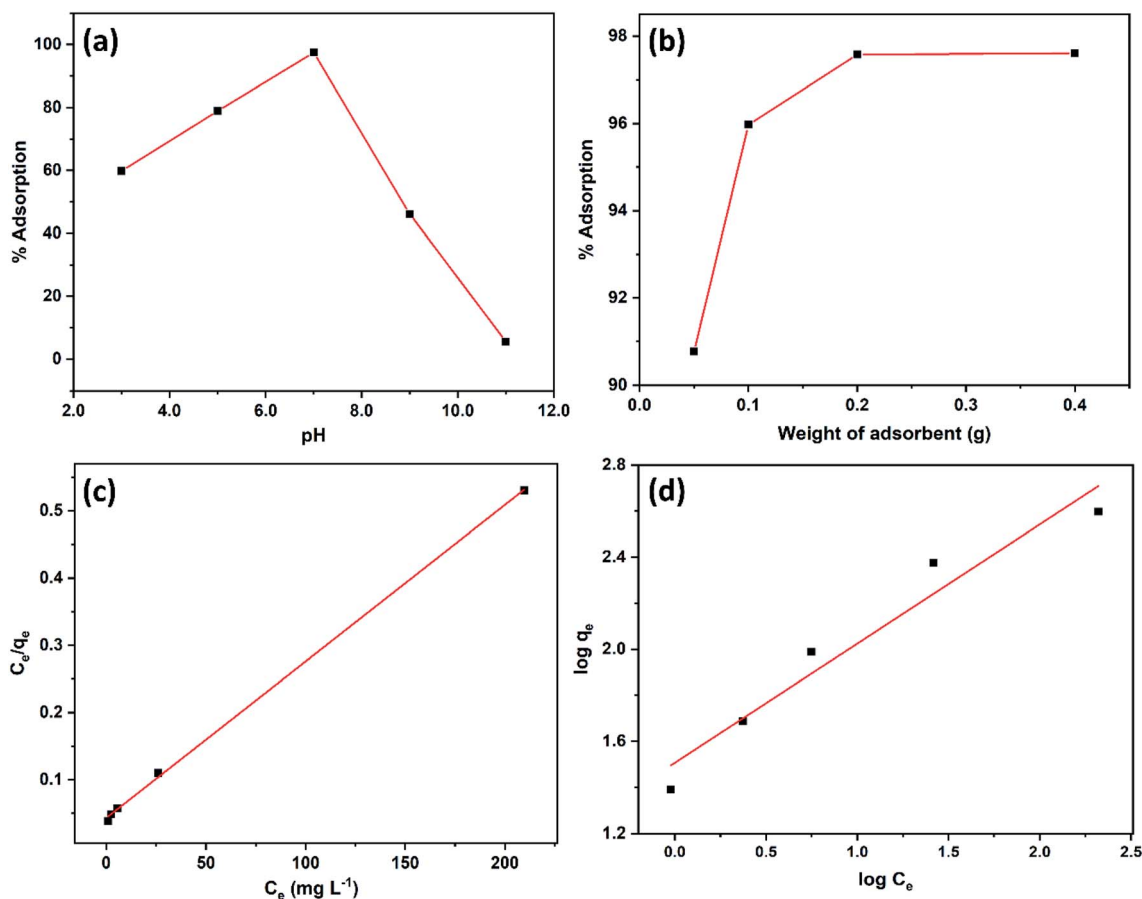 (a)
% Adsorption
100
80
60
40
20
0
2.0 4.0 6.0 8.0 10.0 12.0
pH
(b)
% Adsorption
98
96
94
92
90
0.0 0.1 0.2 0.3 0.4
Weight of adsorbent (g)
(c)
Ce/qe
0.5
0.4
0.3
0.2
0.1
0 50 100 150 200
Ce (mg L-1)
(d)
log qe
2.8
2.4
2.0
1.6
1.2
0.0 0.5 1.0 1.5 2.0 2.5
log Ce